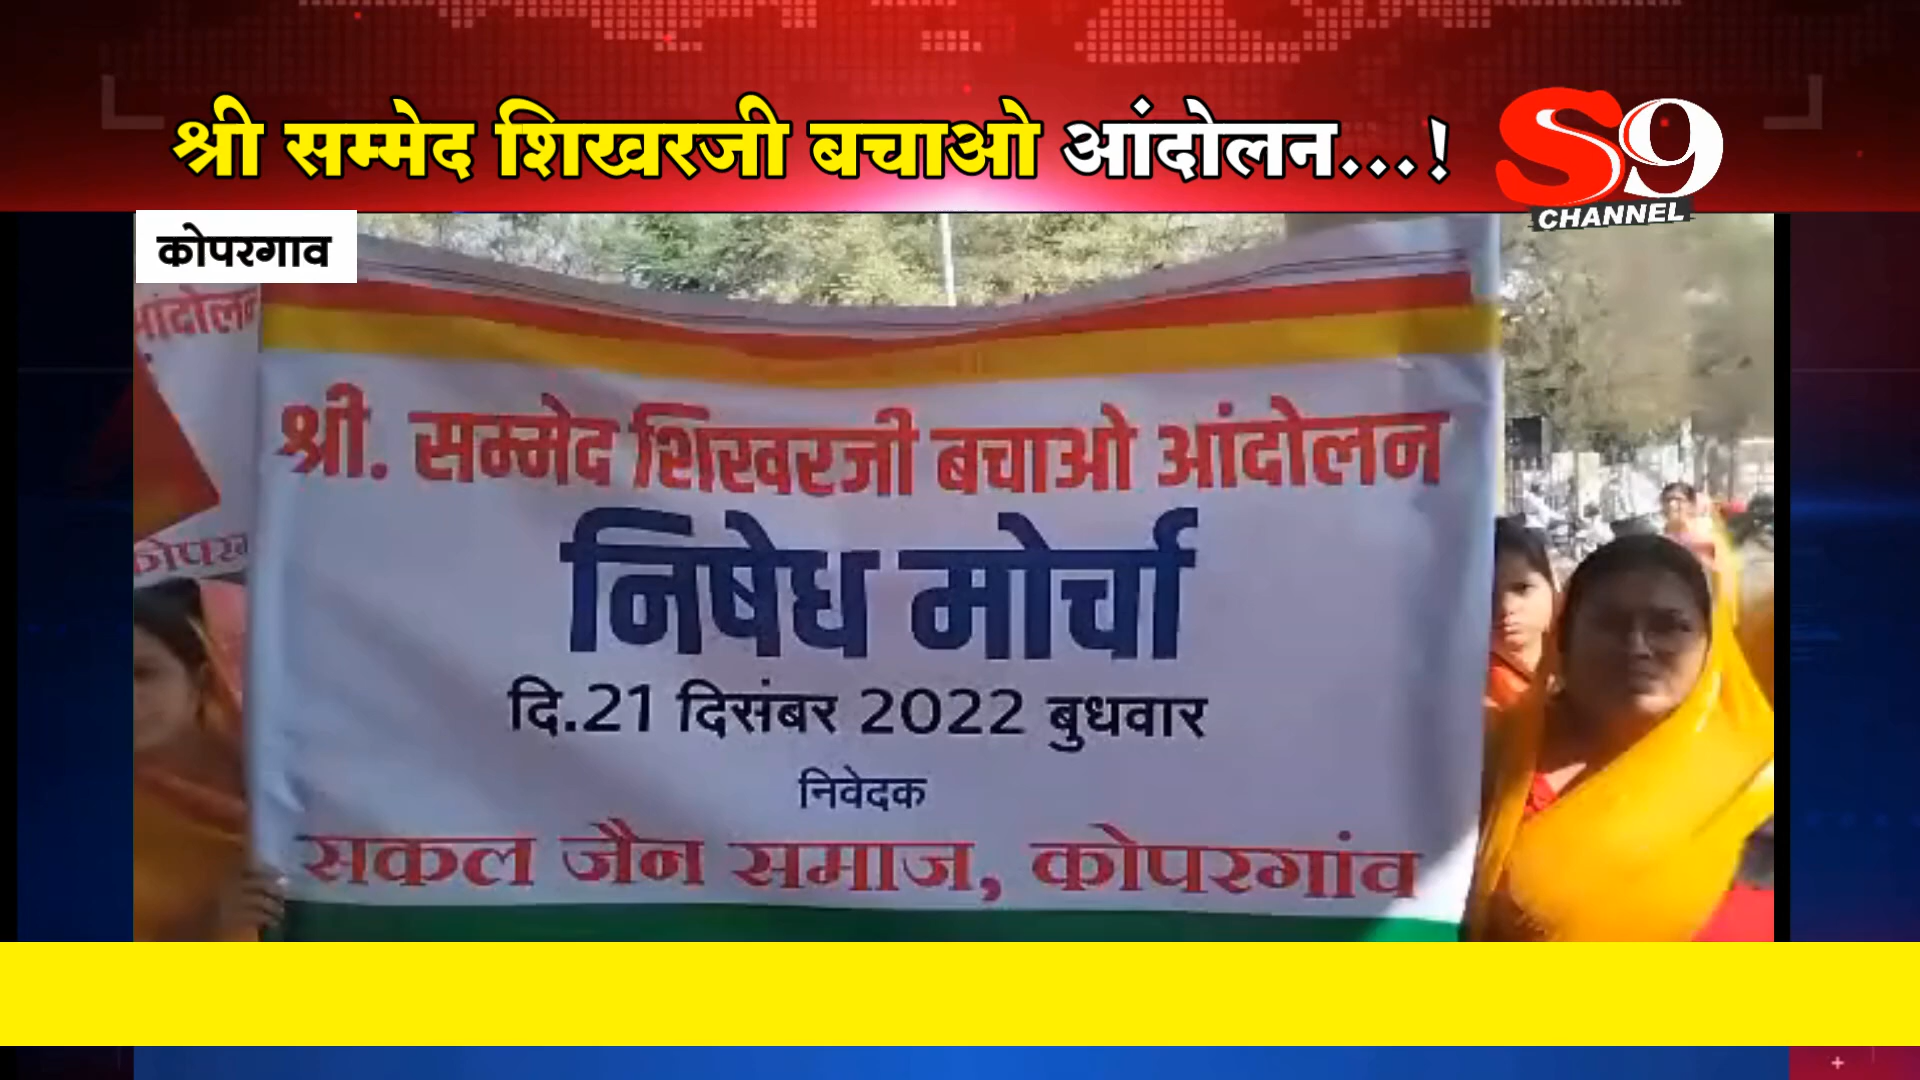 श्री सम्मेद शिखरजी बचाओ आंदोलन...!
S9
CHANNEL
कोपरगाव
श्री. सम्मेद शिखरजी बचाओ आंदोलन
निषेध मोर्चा
दि.21 दिसंबर 2022 बुधवार
निवेदक
सकल जैन समाज, कोपरगांव